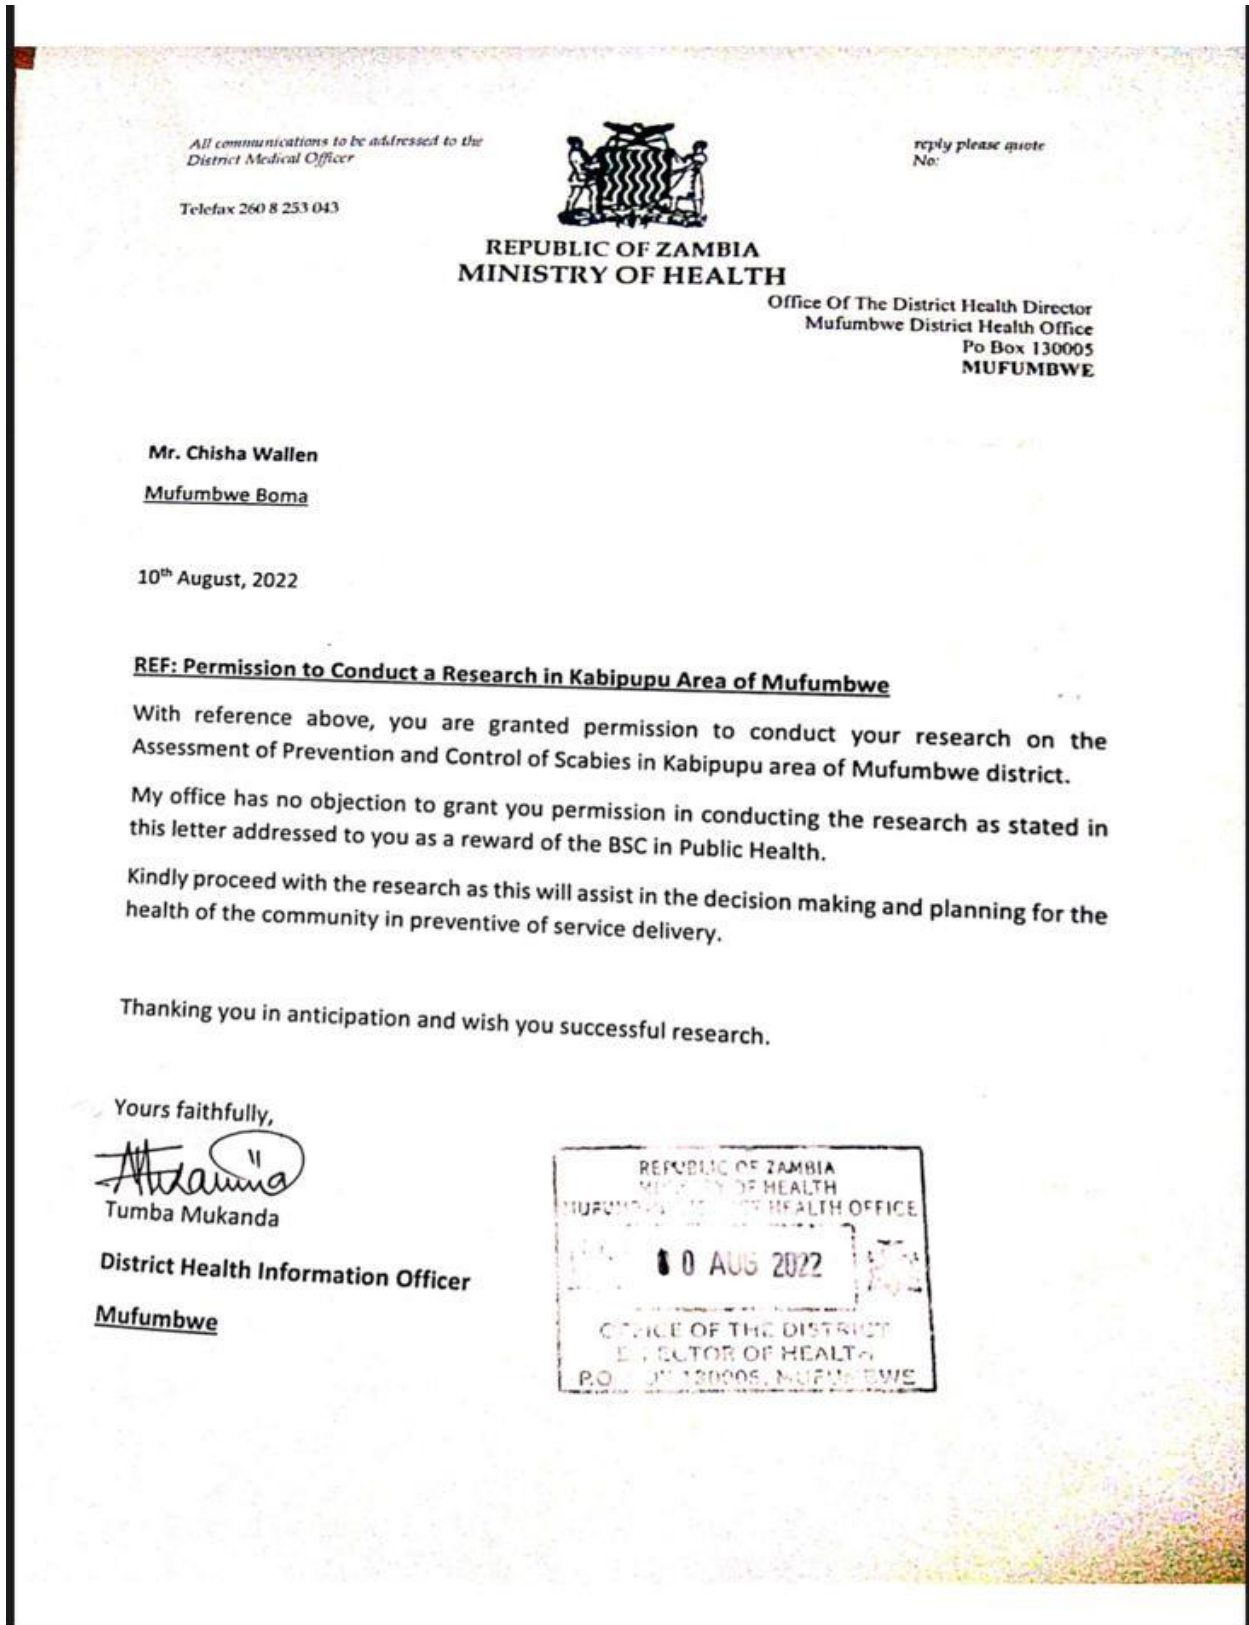 All communications to be addressed to the
District Medical Officer
Telefax 260 8 253 043
reply please quote
No:
REPUBLIC OF ZAMBIA
MINISTRY OF HEALTH
Office Of The District Health Director
Mufumbwe District Health Office
Po Box 130005
MUFUMBWE
Mr. Chisha Wallen
Mufumbwe Boma
10th August, 2022
REF: Permission to Conduct a Research in Kabipupu Area of Mufumbwe
With reference above, you are granted permission to conduct your research on the
Assessment of Prevention and Control of Scabies in Kabipupu area of Mufumbwe district.
My office has no objection to grant you permission in conducting the research as stated in
this letter addressed to you as a reward of the BSC in Public Health.
Kindly proceed with the research as this will assist in the decision making and planning for the
health of the community in preventive of service delivery.
Thanking you in anticipation and wish you successful research.
Yours faithfully,
Tumba Mukanda
District Health Information Officer
Mufumbwe
REPUBLIC OF ZAMBIA
OF HEALTH
HEALTH OFFICE
10 AUG 2022
OFFICE OF THE DISTRICT
DIRECTOR OF HEALTH
P.O 130005, MUFUMBWE